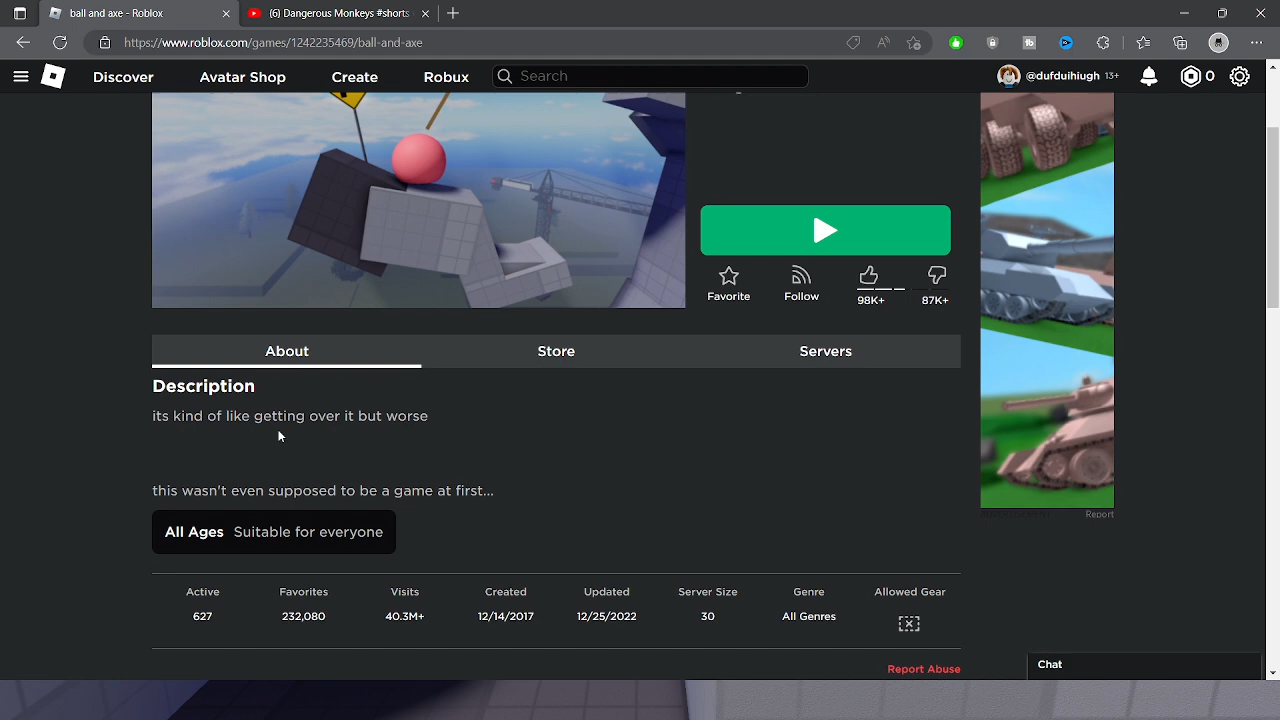 ball and axe - Roblox
(6) Dangerous Monkeys #shorts
https://www.roblox.com/games/1242235469/ball-and-axe
Discover
Avatar Shop
Create
Robux
Search
@dufduihiugh 13+
0
Favorite
Follow
98K+
87K+
About
Store
Servers
Description
its kind of like getting over it but worse
this wasn't even supposed to be a game at first...
All Ages Suitable for everyone
ADVERTISEMENT
Report
Active
Favorites
Visits
Created
Updated
Server Size
Genre
Allowed Gear
627
232,080
40.3M+
12/14/2017
12/25/2022
30
All Genres
Report Abuse
Chat